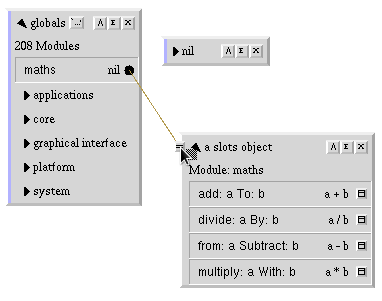 globals '...' A E X
208 Modules
maths nil
applications
core
graphical interface
platform
system
nil A E X
a slots object A E X
Module: maths
add: a To: b a + b
divide: a By: b a / b
from: a Subtract: b a - b
multiply: a With: b a * b